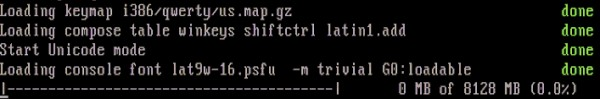 Loading keymap i386/qwerty/us.map.gz done
Loading compose table winkeys shiftctrl latin1.add done
Start Unicode mode done
Loading console font lat9w-16.psfu -m trivial G0:loadable done
|-------------------------------------| 0 MB of 8128 MB (0.0%)